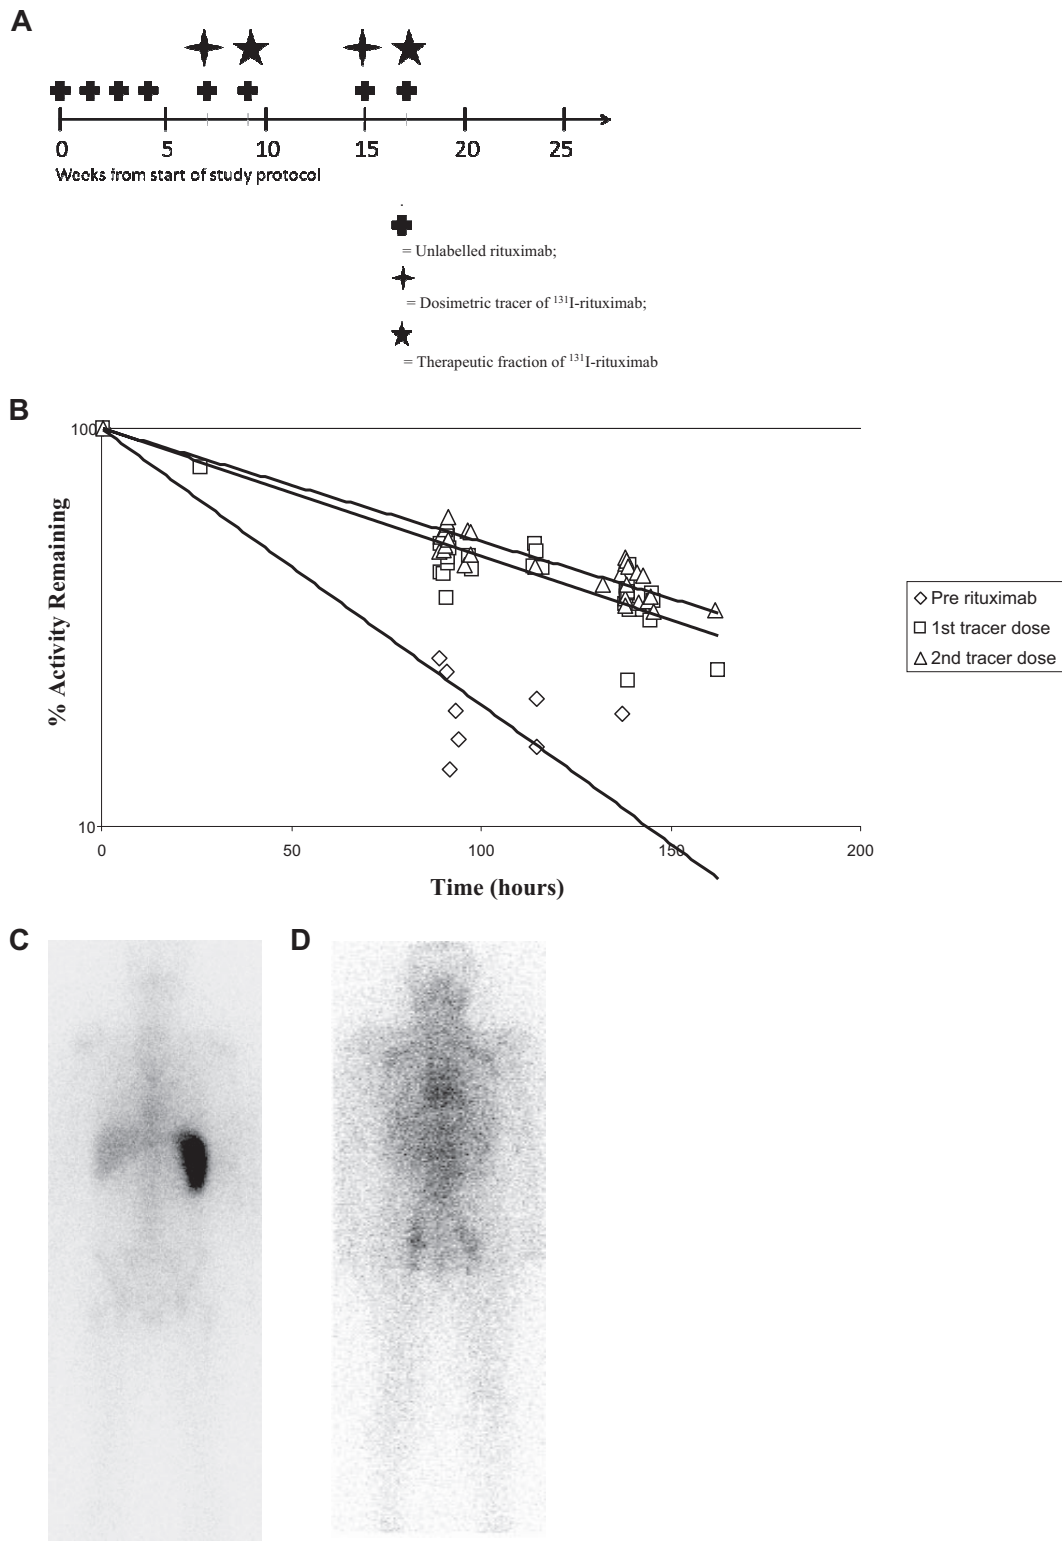 A
0 5 10 15 20 25
Weeks from start of study protocol
= Unlabelled rituximab;
= Dosimetric tracer of ¹³¹I-rituximab;
= Therapeutic fraction of ¹³¹I-rituximab
B
100
% Activity Remaining
10
0 50 100 150 200
Time (hours)
Pre rituximab
1st tracer dose
2nd tracer dose
C D